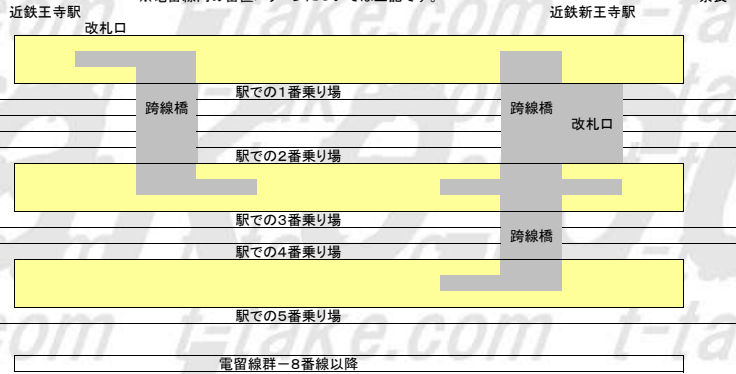 近鉄王寺駅
近鉄新王寺駅
改札口
駅での1番乗り場
跨線橋
跨線橋
改札口
駅での2番乗り場
駅での3番乗り場
跨線橋
駅での4番乗り場
駅での5番乗り場
電留線群－8番線以降
t-take.com